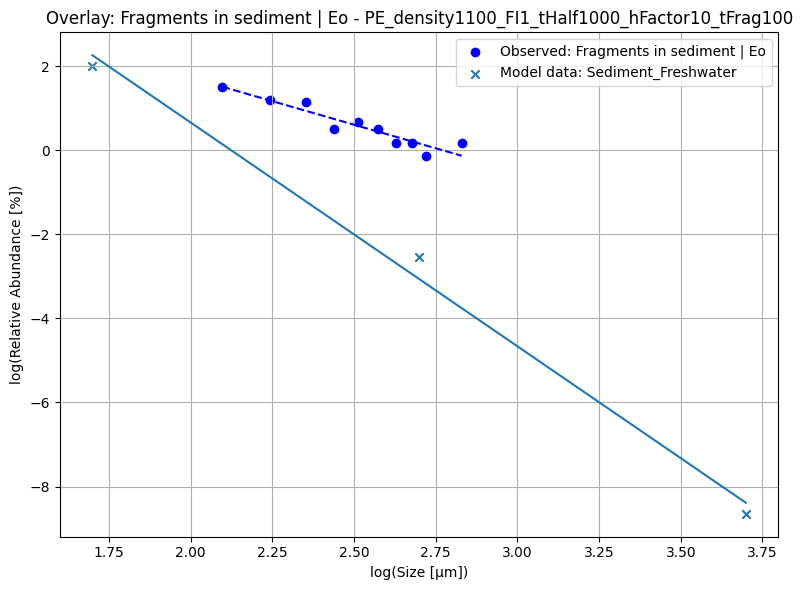 Overlay: Fragments in sediment | Eo - PE_density1100_FI1_tHalf1000_hFactor10_tFrag100
Observed: Fragments in sediment | Eo
Model data: Sediment_Freshwater
log(Relative Abundance [%])
2
0
−2
−4
−6
−8
1.75 2.00 2.25 2.50 2.75 3.00 3.25 3.50 3.75
log(Size [µm])